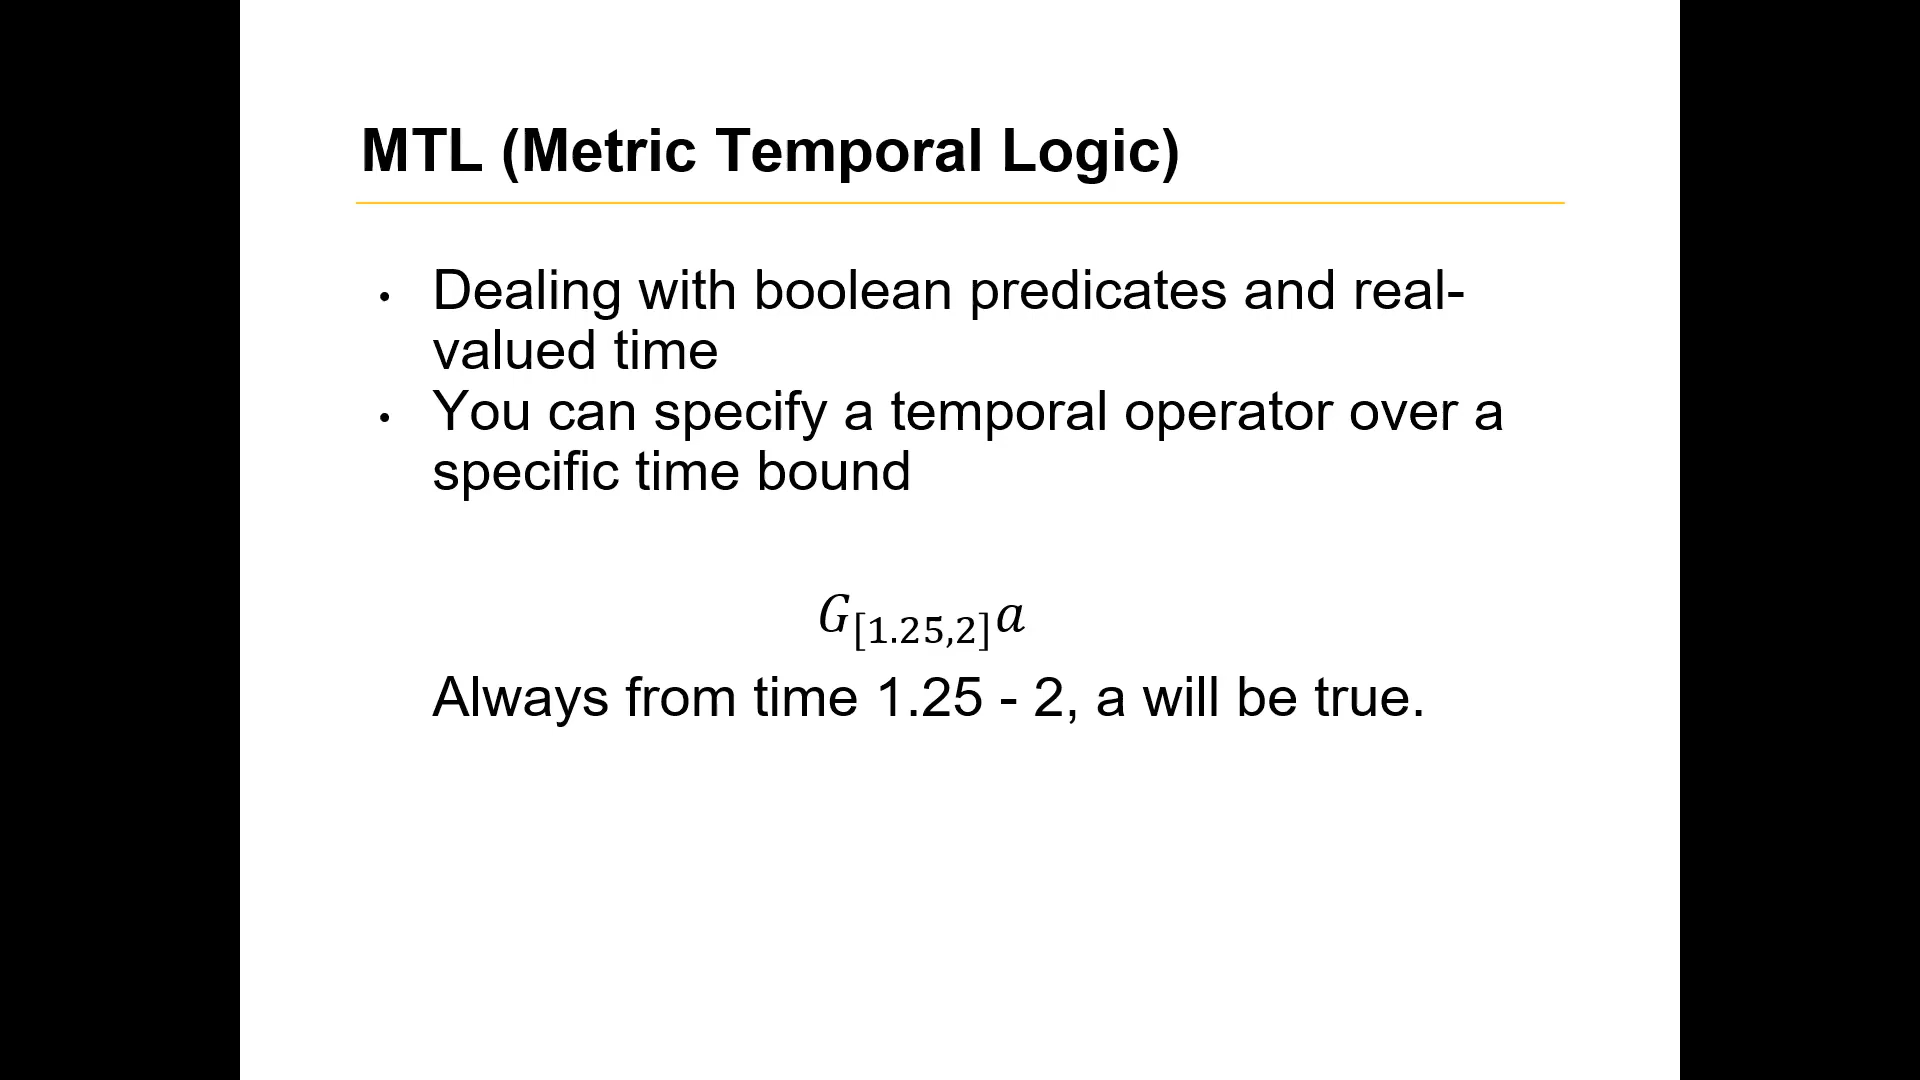 MTL (Metric Temporal Logic)
• Dealing with boolean predicates and real-
valued time
• You can specify a temporal operator over a
specific time bound
G[1.25,2]a
Always from time 1.25 - 2, a will be true.